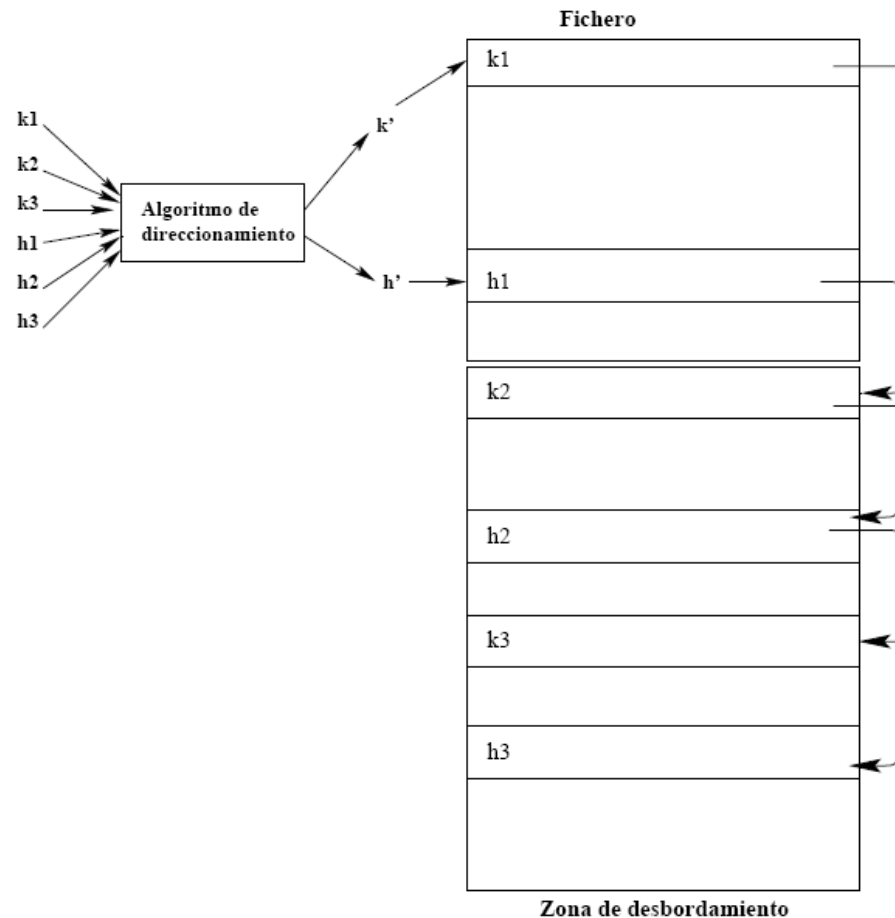 Fichero
k1
k1
k2
k3
h1
h2
h3
Algoritmo de
direccionamiento
k’
h’
h1
k2
h2
k3
h3
Zona de desbordamiento